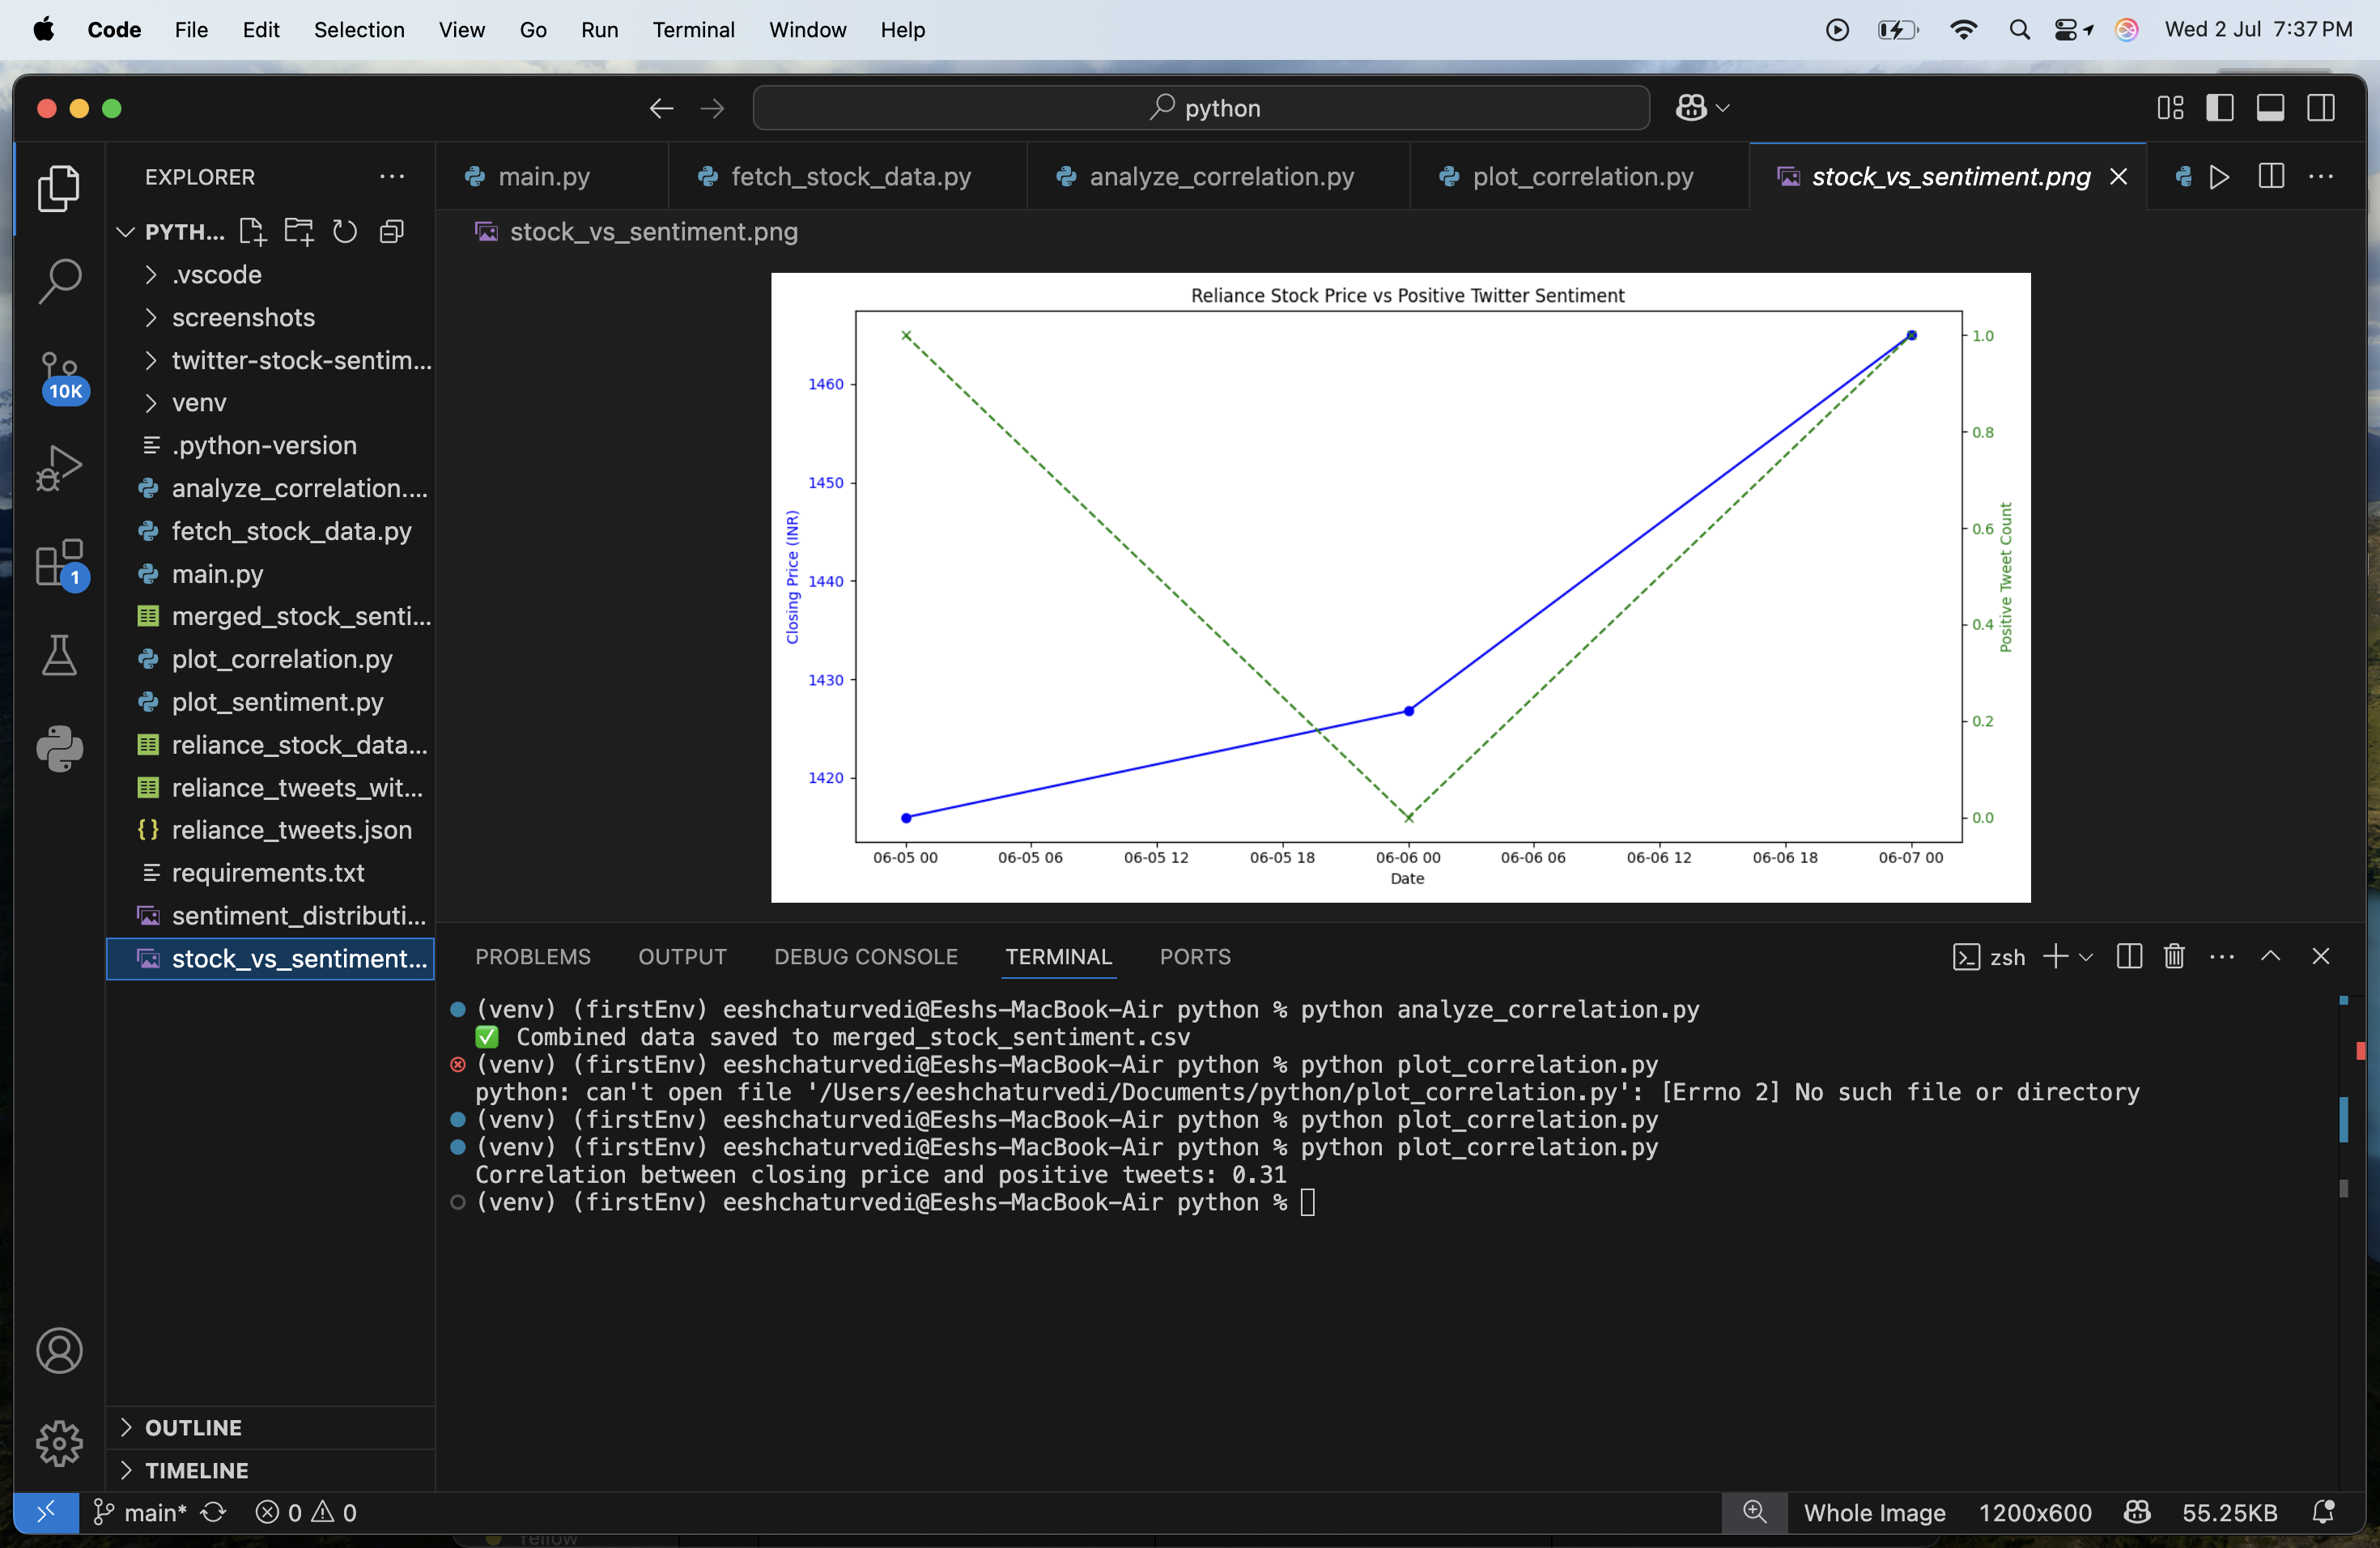 Code File Edit Selection View Go Run Terminal Window Help Wed 2 Jul 7:37 PM
python
EXPLORER
PYTH...
.vscode
screenshots
twitter-stock-sentim...
venv
.python-version
analyze_correlation....
fetch_stock_data.py
main.py
merged_stock_senti...
plot_correlation.py
plot_sentiment.py
reliance_stock_data...
reliance_tweets_wit...
reliance_tweets.json
requirements.txt
sentiment_distributi...
stock_vs_sentiment...
OUTLINE
TIMELINE
10K
1
main.py fetch_stock_data.py analyze_correlation.py plot_correlation.py stock_vs_sentiment.png
stock_vs_sentiment.png
Reliance Stock Price vs Positive Twitter Sentiment
Closing Price (INR)
1460
1450
1440
1430
1420
1.0
0.8
0.6
0.4
0.2
0.0
Positive Tweet Count
06-05 00 06-05 06 06-05 12 06-05 18 06-06 00 06-06 06 06-06 12 06-06 18 06-07 00
Date
PROBLEMS OUTPUT DEBUG CONSOLE TERMINAL PORTS zsh
(venv) (firstEnv) eeshchaturvedi@Eeshs-MacBook-Air python % python analyze_correlation.py
✅ Combined data saved to merged_stock_sentiment.csv
(venv) (firstEnv) eeshchaturvedi@Eeshs-MacBook-Air python % python plot_correlation.py
python: can't open file '/Users/eeshchaturvedi/Documents/python/plot_correlation.py': [Errno 2] No such file or directory
(venv) (firstEnv) eeshchaturvedi@Eeshs-MacBook-Air python % python plot_correlation.py
(venv) (firstEnv) eeshchaturvedi@Eeshs-MacBook-Air python % python plot_correlation.py
Correlation between closing price and positive tweets: 0.31
(venv) (firstEnv) eeshchaturvedi@Eeshs-MacBook-Air python %
main* 0 0 Whole Image 1200x600 55.25KB
Yellow